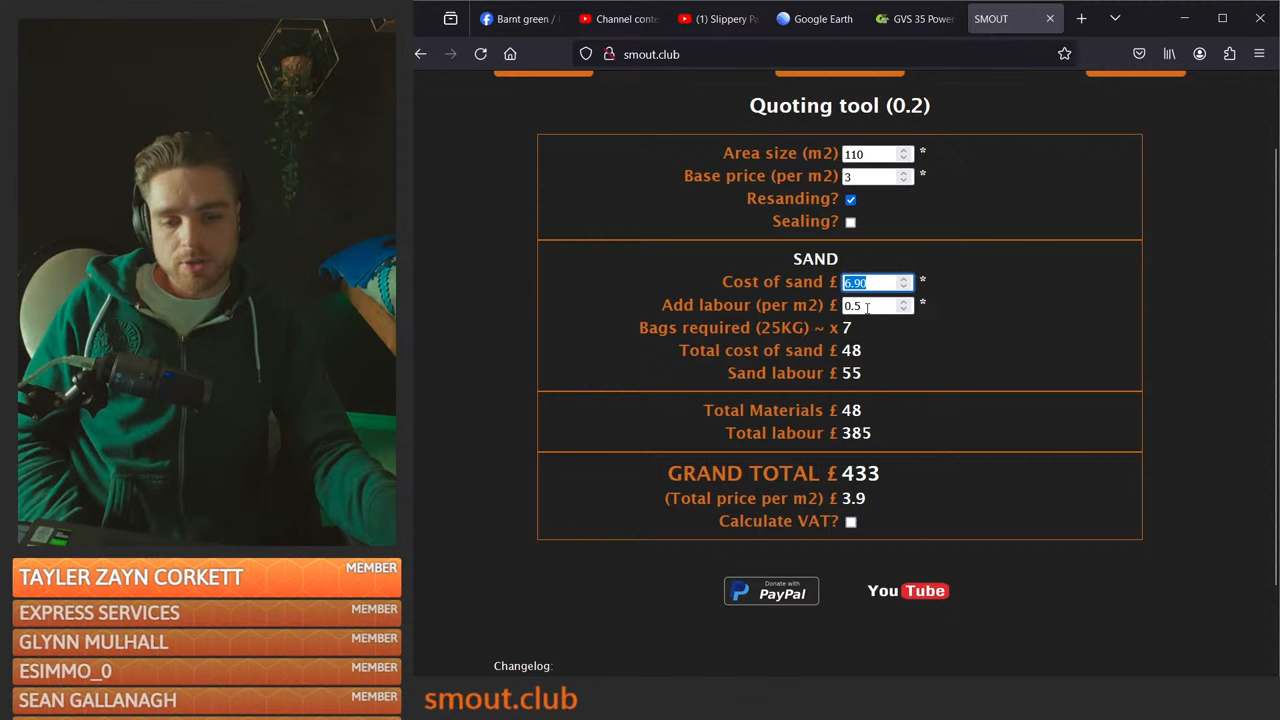 Barnt green /
Channel conte
(1) Slippery Pa
Google Earth
GVS 35 Power
SMOUT
smout.club
Quoting tool (0.2)
Area size (m2) 110 *
Base price (per m2) 3 *
Resanding?
Sealing?
SAND
Cost of sand £ 6.90 *
Add labour (per m2) £ 0.5 *
Bags required (25KG) ~ x 7
Total cost of sand £ 48
Sand labour £ 55
Total Materials £ 48
Total labour £ 385
GRAND TOTAL £ 433
(Total price per m2) £ 3.9
Calculate VAT?
Donate with
PayPal
YouTube
Changelog:
TAYLER ZAYN CORKETT MEMBER
EXPRESS SERVICES MEMBER
GLYNN MULHALL MEMBER
ESIMMO_0 MEMBER
SEAN GALLANAGH MEMBER
smout.club